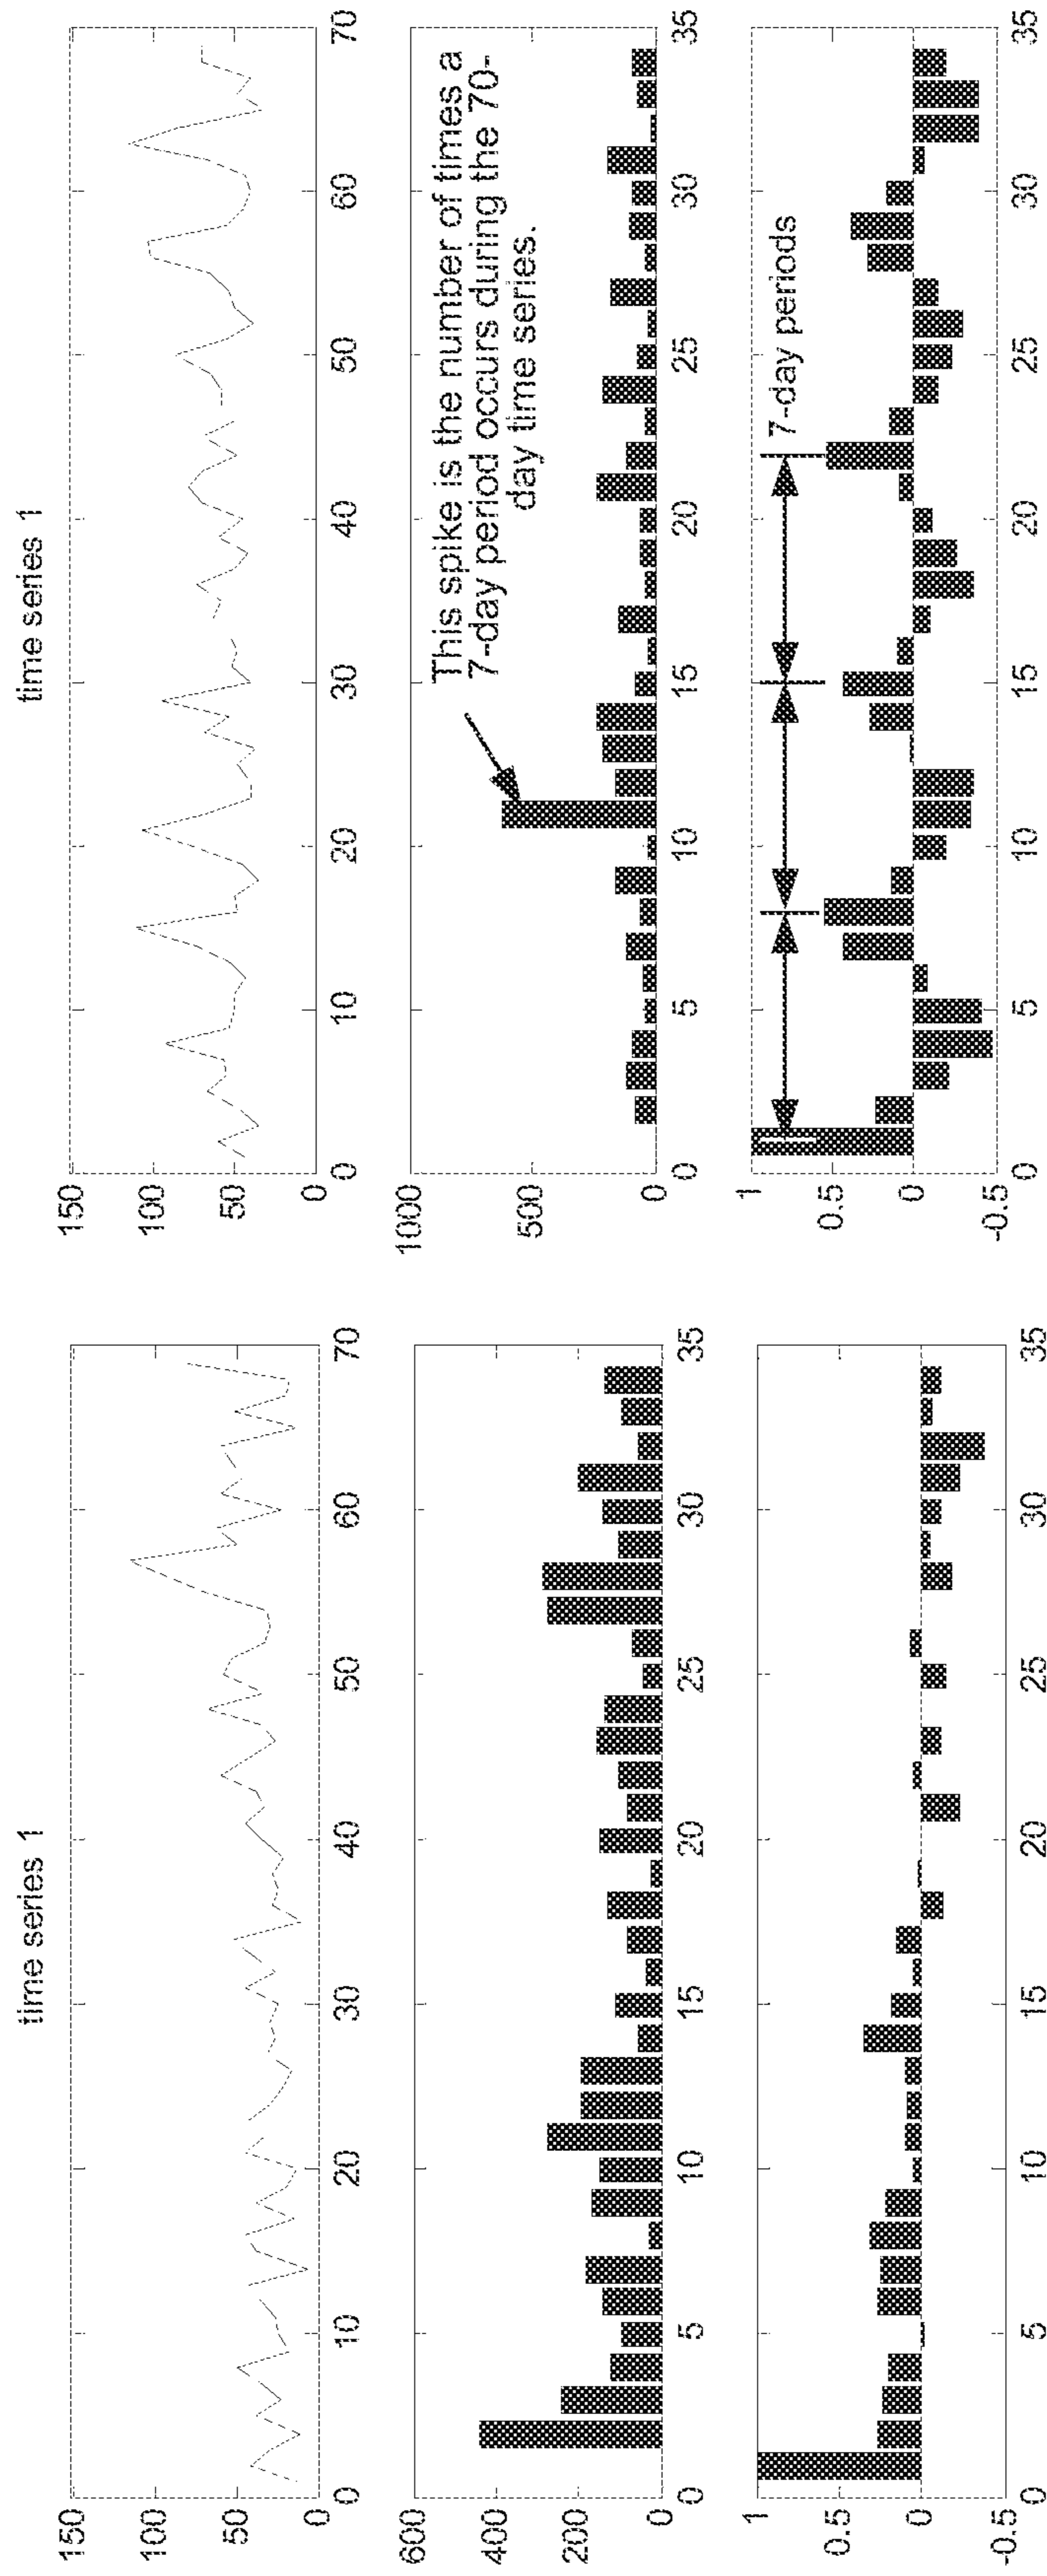 time series 1
150
100
50
0
0 10 20 30 40 50 60 70
600
400
200
0
0 5 10 15 20 25 30 35
1
0.5
0
-0.5
0 5 10 15 20 25 30 35
time series 1
150
100
50
0
0 10 20 30 40 50 60 70
1000
This spike is the number of times a
7-day period occurs during the 70-
day time series.
500
0
0 5 10 15 20 25 30 35
1
7-day periods
0.5
0
-0.5
0 5 10 15 20 25 30 35